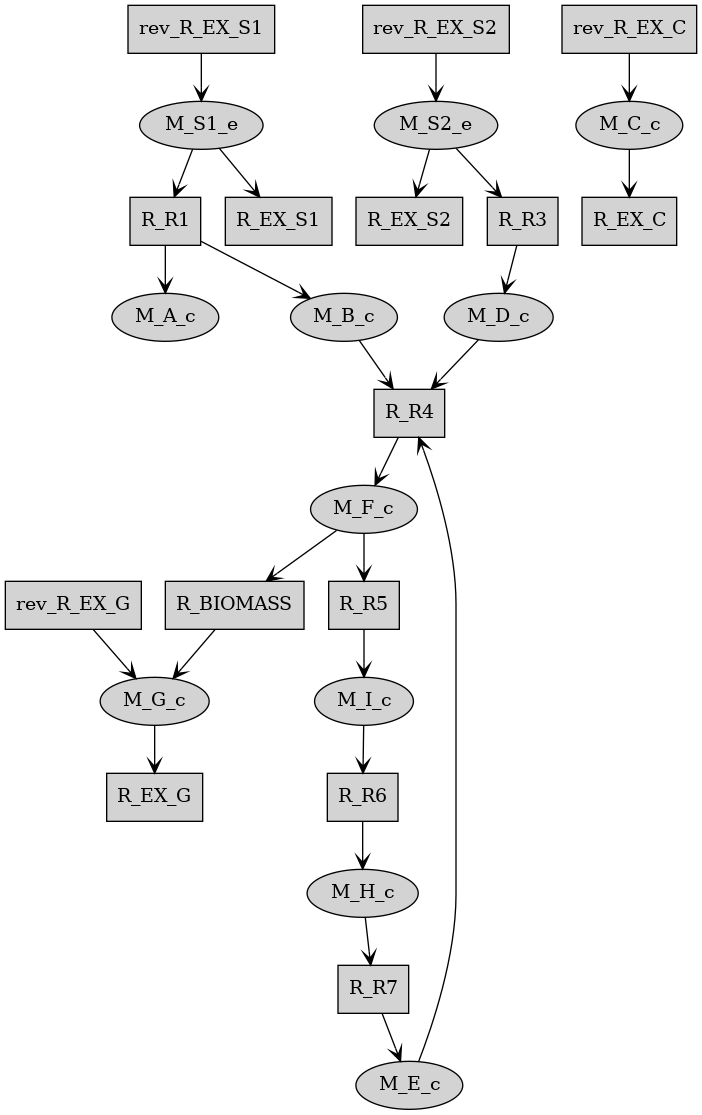 rev_R_EX_S1
rev_R_EX_S2
rev_R_EX_C
M_S1_e
M_S2_e
M_C_c
R_R1
R_EX_S1
R_EX_S2
R_R3
R_EX_C
M_A_c
M_B_c
M_D_c
R_R4
M_F_c
rev_R_EX_G
R_BIOMASS
R_R5
M_G_c
M_I_c
R_EX_G
R_R6
M_H_c
R_R7
M_E_c